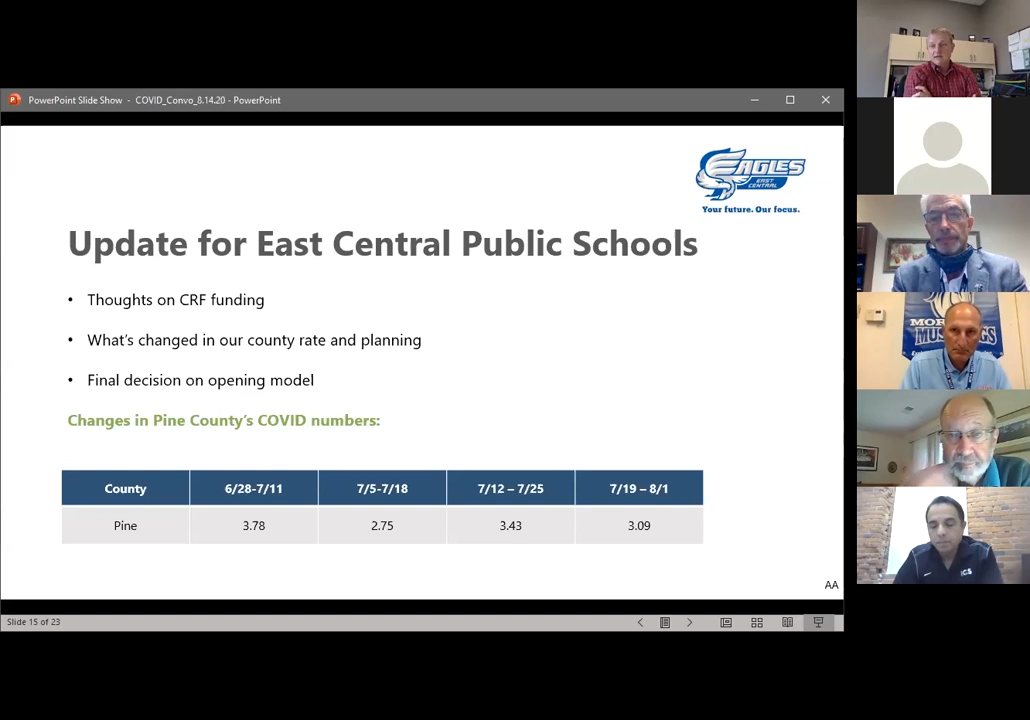 PowerPoint Slide Show - COVID_Convo_8.14.20 - PowerPoint
EAGLES
EAST
CENTRAL
Your future. Our focus.
Update for East Central Public Schools
• Thoughts on CRF funding
• What's changed in our county rate and planning
• Final decision on opening model
Changes in Pine County's COVID numbers:
County 6/28-7/11 7/5-7/18 7/12 – 7/25 7/19 – 8/1
Pine 3.78 2.75 3.43 3.09
AA
Slide 15 of 23